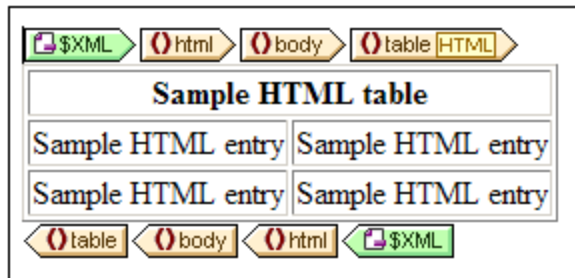 $XML ()html ()body ()table HTML
Sample HTML table
Sample HTML entry Sample HTML entry
Sample HTML entry Sample HTML entry
()table ()body ()html $XML